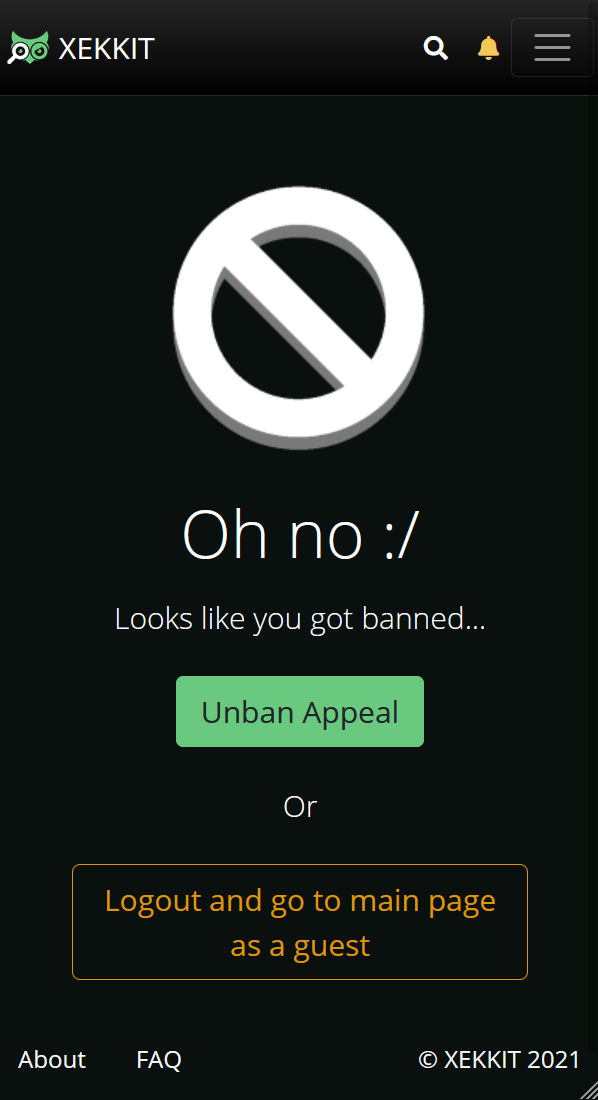 XEKKIT
Oh no :/
Looks like you got banned...
Unban Appeal
Or
Logout and go to main page
as a guest
About FAQ © XEKKIT 2021